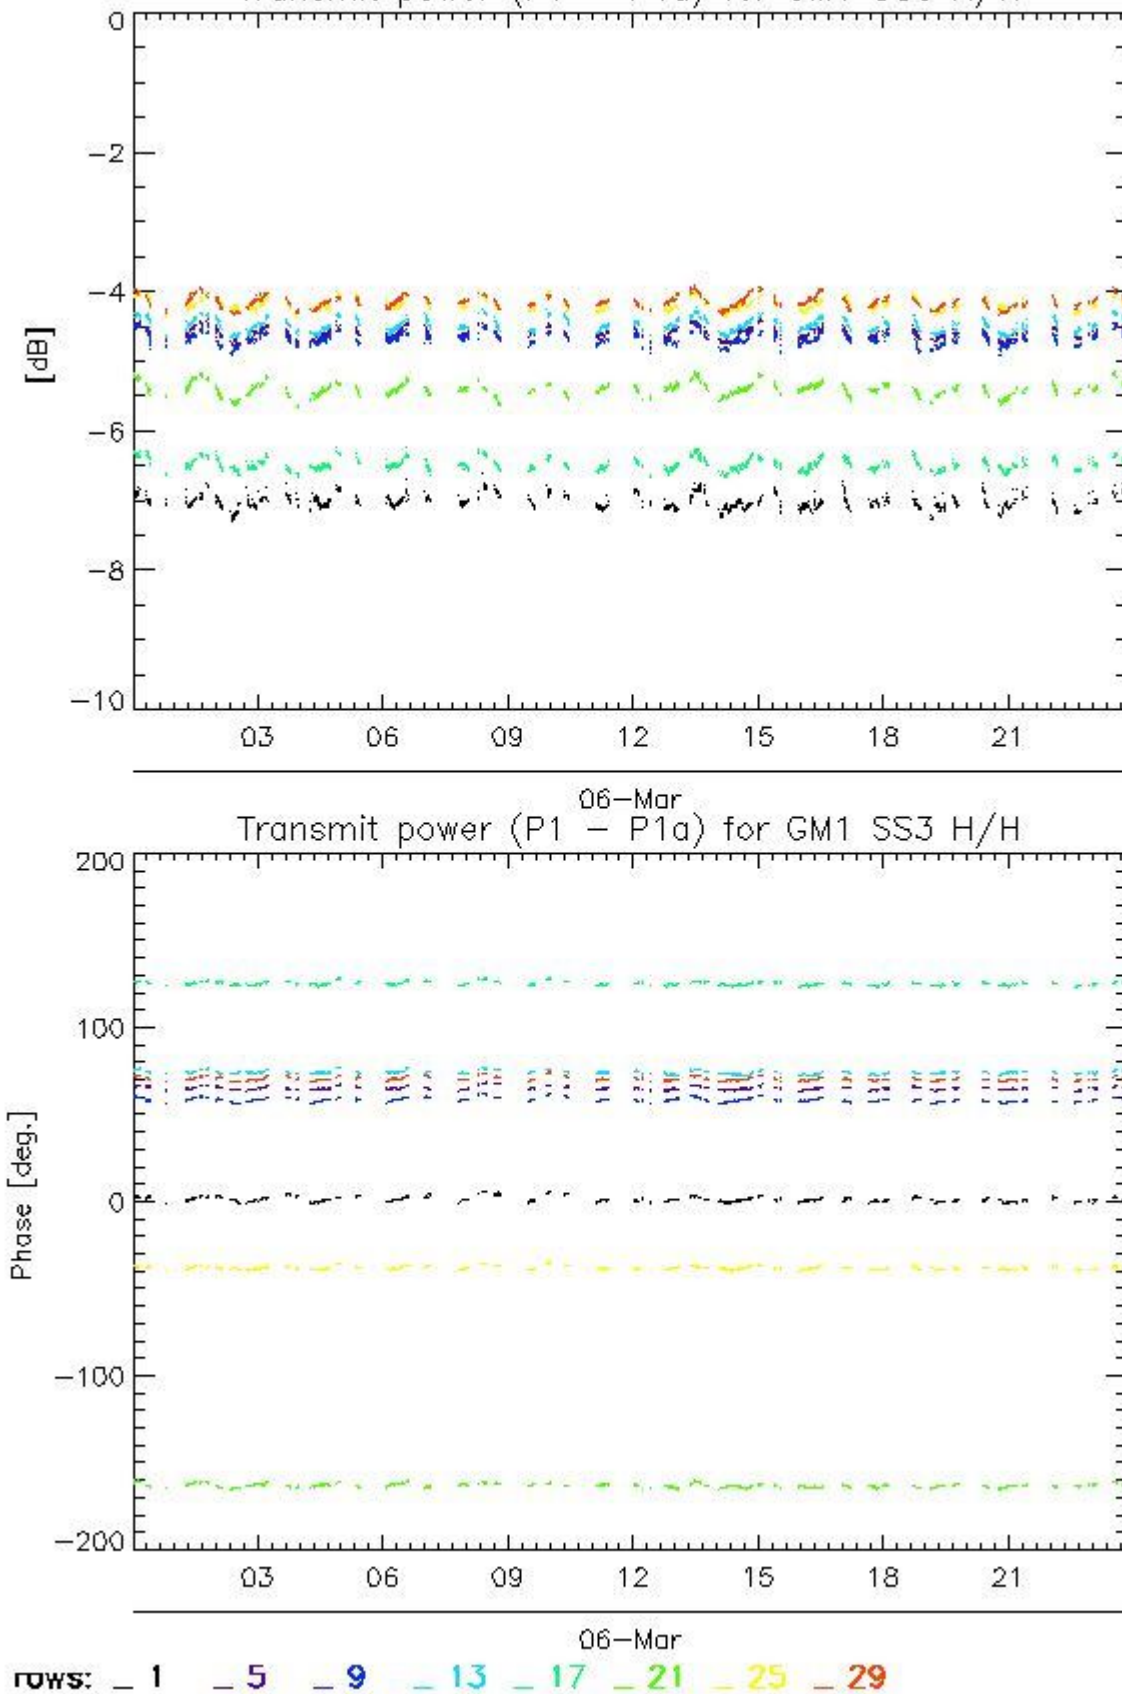 0
-2
-4
[dB]
-6
-8
-10
03 06 09 12 15 18 21
06-Mar
Transmit power (P1 - P1a) for GM1 SS3 H/H
200
100
Phase [deg.]
0
-100
-200
03 06 09 12 15 18 21
06-Mar
rows: _ 1 _ 5 _ 9 _ 13 _ 17 _ 21 _ 25 _ 29